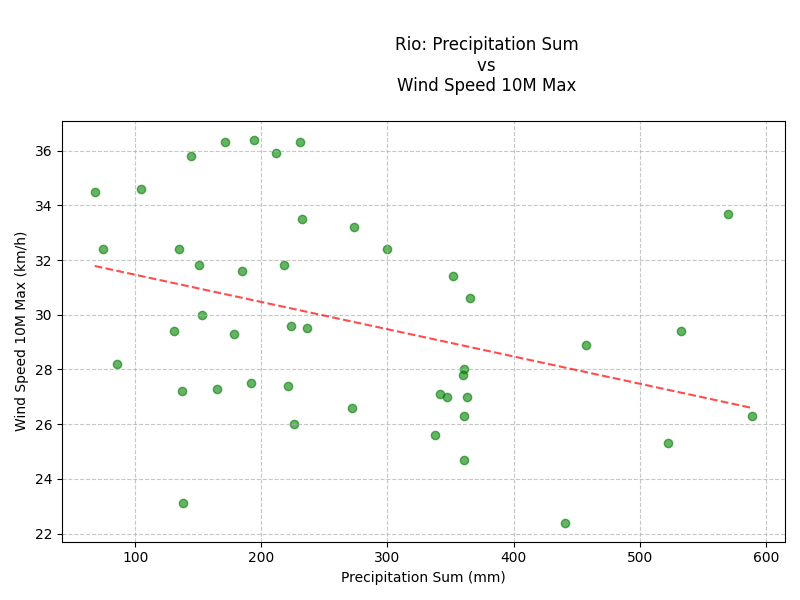 Rio: Precipitation Sum
vs
Wind Speed 10M Max
Wind Speed 10M Max (km/h)
36
34
32
30
28
26
24
22
100
200
300
400
500
600
Precipitation Sum (mm)